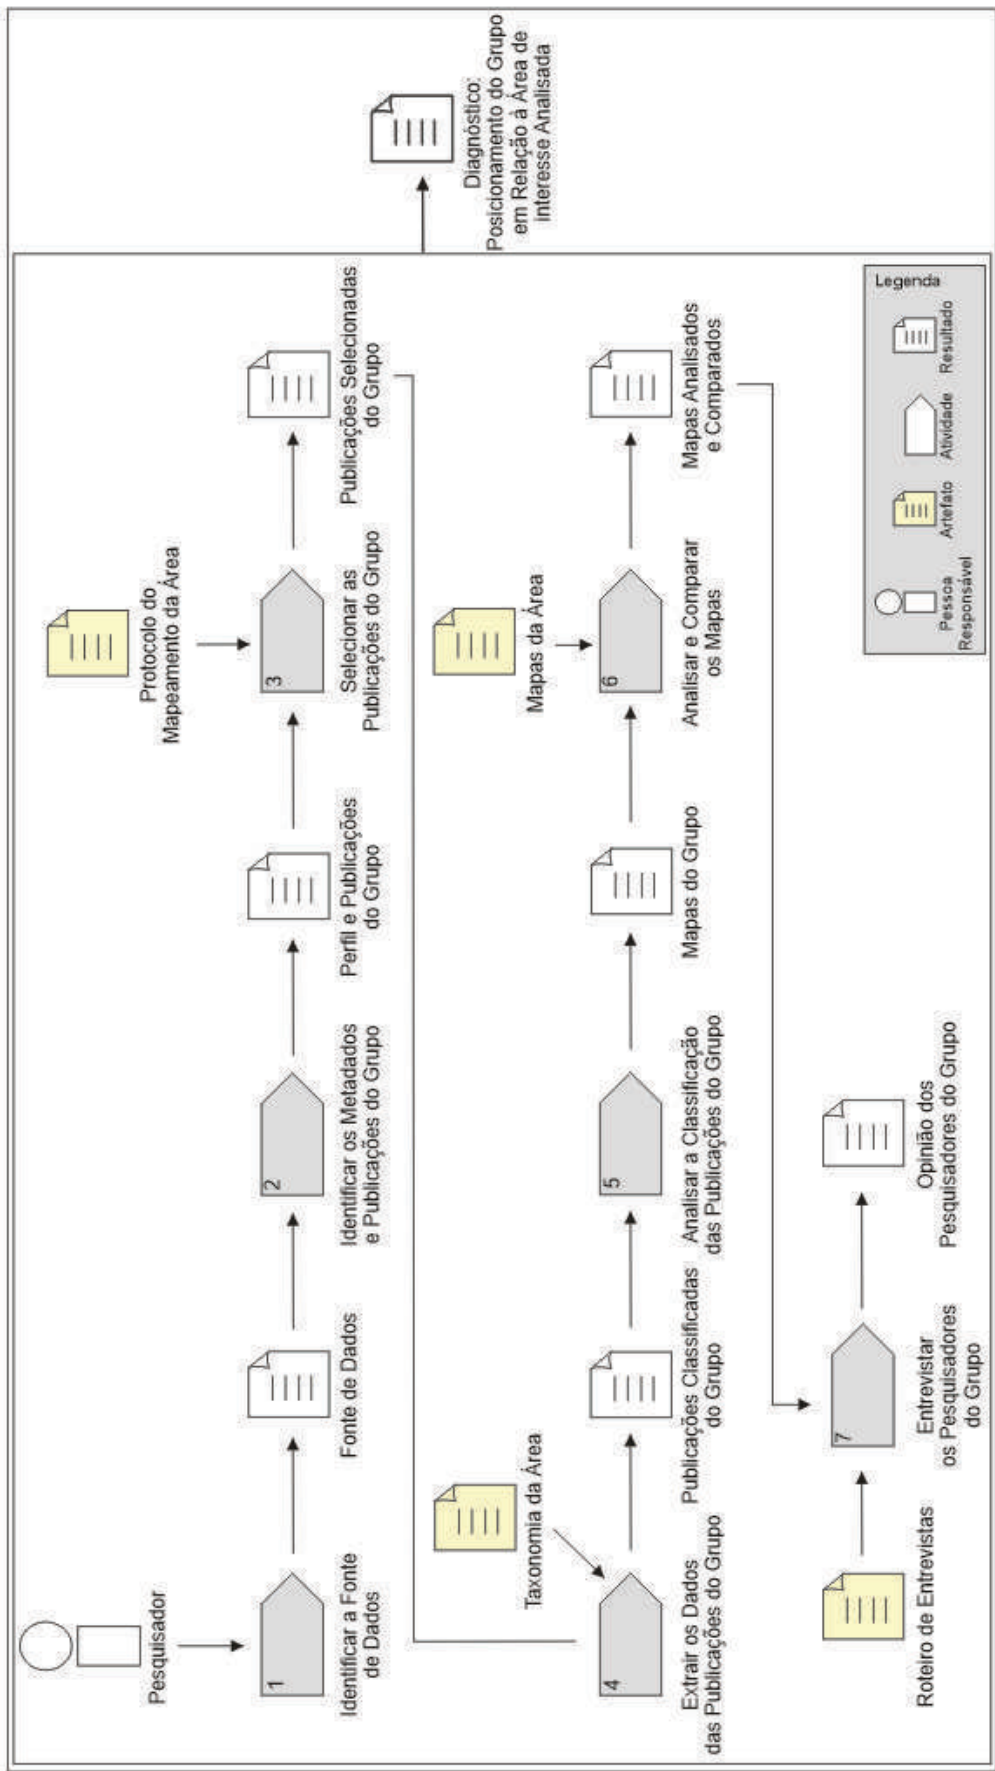 Pesquisador
1
Identificar a Fonte
de Dados
Fonte de Dados
2
Identificar os Metadados
e Publicações do Grupo
Perfil e Publicações
do Grupo
Protocolo do
Mapeamento da Área
3
Selecionar as
Publicações do Grupo
Publicações Selecionadas
do Grupo
Taxonomia da Área
4
Extrair os Dados
das Publicações do Grupo
Publicações Classificadas
do Grupo
5
Analisar a Classificação
das Publicações do Grupo
Mapas do Grupo
Mapas da Área
6
Analisar e Comparar
os Mapas
Mapas Analisados
e Comparados
Roteiro de Entrevistas
7
Entrevistar
os Pesquisadores
do Grupo
Opinião dos
Pesquisadores do Grupo
Legenda
Pessoa
Responsável
Artefato
Atividade
Resultado
Diagnóstico:
Posicionamento do Grupo
em Relação à Área de
interesse Analisada